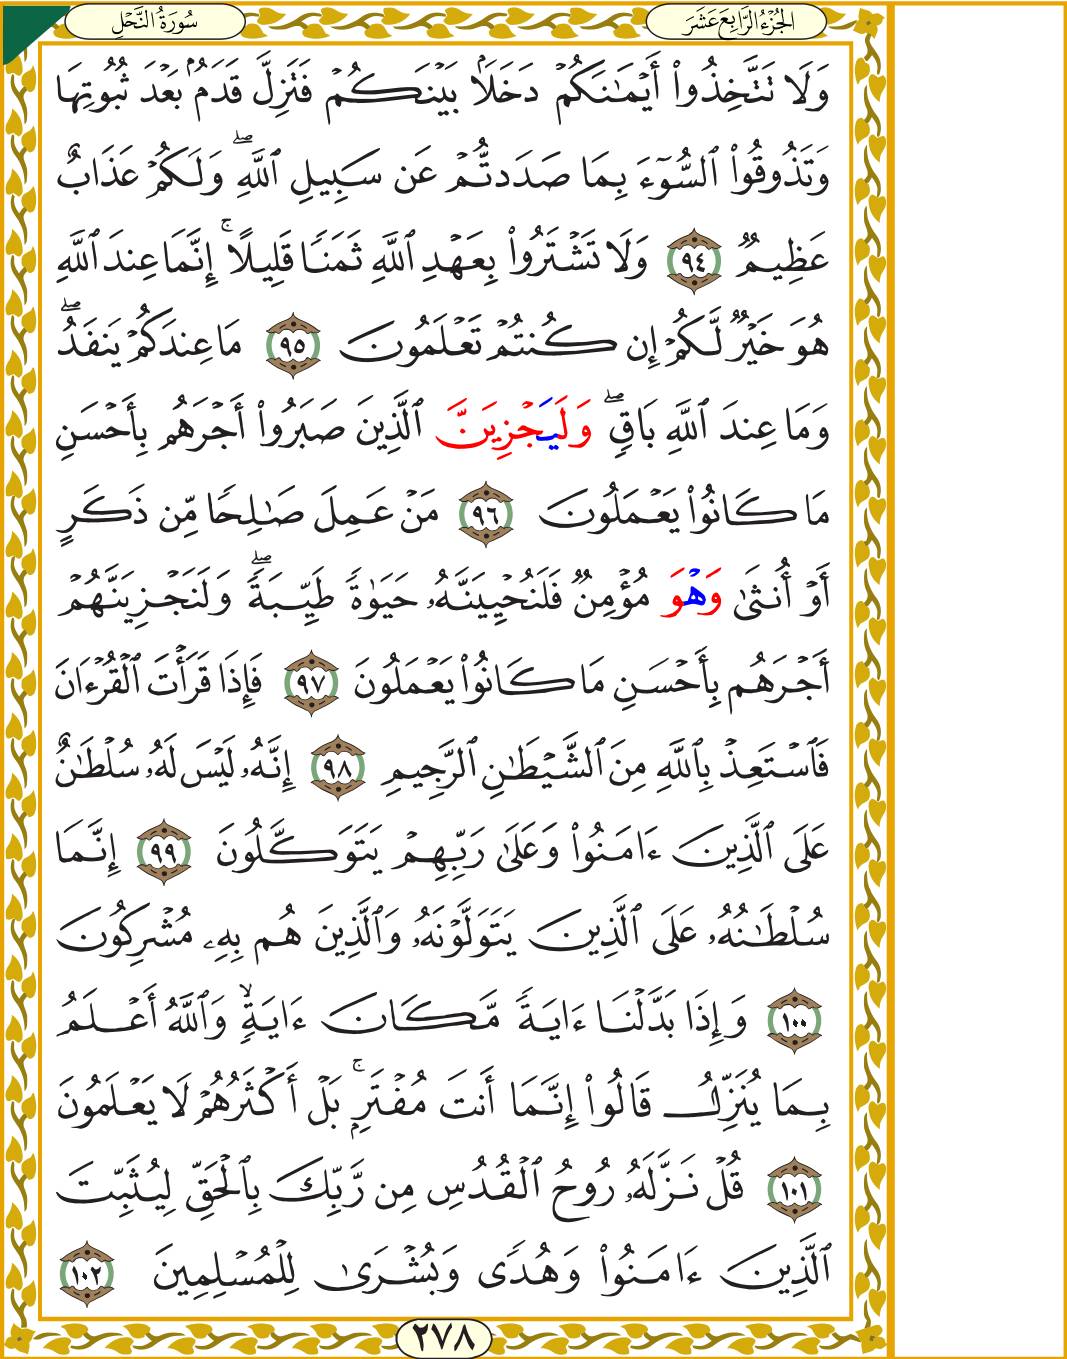 سُورَةُ النَّحْلِ
الجُزْءُ الرَّابِعَ عَشَرَ
وَلَا تَتَّخِذُوٓا۟ أَيْمَٰنَكُمْ دَخَلًۢا بَيْنَكُمْ فَتَزِلَّ قَدَمٌۢ بَعْدَ ثُبُوتِهَا
وَتَذُوقُوا۟ ٱلسُّوٓءَ بِمَا صَدَدتُّمْ عَن سَبِيلِ ٱللَّهِ ۖ وَلَكُمْ عَذَابٌ
عَظِيمٌ ٩٤ وَلَا تَشْتَرُوا۟ بِعَهْدِ ٱللَّهِ ثَمَنًا قَلِيلًا ۚ إِنَّمَا عِندَ ٱللَّهِ
هُوَ خَيْرٌ لَّكُمْ إِن كُنتُمْ تَعْلَمُونَ ٩٥ مَا عِندَكُمْ يَنفَدُ ۖ
وَمَا عِندَ ٱللَّهِ بَاقٍ ۖ وَلَيَجْزِيَنَّ ٱلَّذِينَ صَبَرُوٓا۟ أَجْرَهُم بِأَحْسَنِ
مَا كَانُوا۟ يَعْمَلُونَ ٩٦ مَنْ عَمِلَ صَٰلِحًا مِّن ذَكَرٍ
أَوْ أُنثَىٰ وَهْوَ مُؤْمِنٌ فَلَنُحْيِيَنَّهُۥ حَيَوٰةً طَيِّبَةً ۖ وَلَنَجْزِيَنَّهُمْ
أَجْرَهُم بِأَحْسَنِ مَا كَانُوا۟ يَعْمَلُونَ ٩٧ فَإِذَا قَرَأْتَ ٱلْقُرْءَانَ
فَٱسْتَعِذْ بِٱللَّهِ مِنَ ٱلشَّيْطَٰنِ ٱلرَّجِيمِ ٩٨ إِنَّهُۥ لَيْسَ لَهُۥ سُلْطَٰنٌ
عَلَى ٱلَّذِينَ ءَامَنُوا۟ وَعَلَىٰ رَبِّهِمْ يَتَوَكَّلُونَ ٩٩ إِنَّمَا
سُلْطَٰنُهُۥ عَلَى ٱلَّذِينَ يَتَوَلَّوْنَهُۥ وَٱلَّذِينَ هُم بِهِۦ مُشْرِكُونَ
١٠٠ وَإِذَا بَدَّلْنَآ ءَايَةً مَّكَانَ ءَايَةٍ ۙ وَٱللَّهُ أَعْلَمُ
بِمَا يُنَزِّلُ قَالُوٓا۟ إِنَّمَآ أَنتَ مُفْتَرٍۭ ۚ بَلْ أَكْثَرُهُمْ لَا يَعْلَمُونَ
١٠١ قُلْ نَزَّلَهُۥ رُوحُ ٱلْقُدُسِ مِن رَّبِّكَ بِٱلْحَقِّ لِيُثَبِّتَ
ٱلَّذِينَ ءَامَنُوا۟ وَهُدًى وَبُشْرَىٰ لِلْمُسْلِمِينَ ١٠٢
٢٧٨